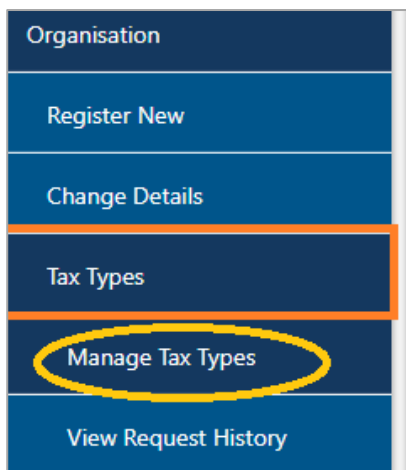 Organisation
Register New
Change Details
Tax Types
Manage Tax Types
View Request History